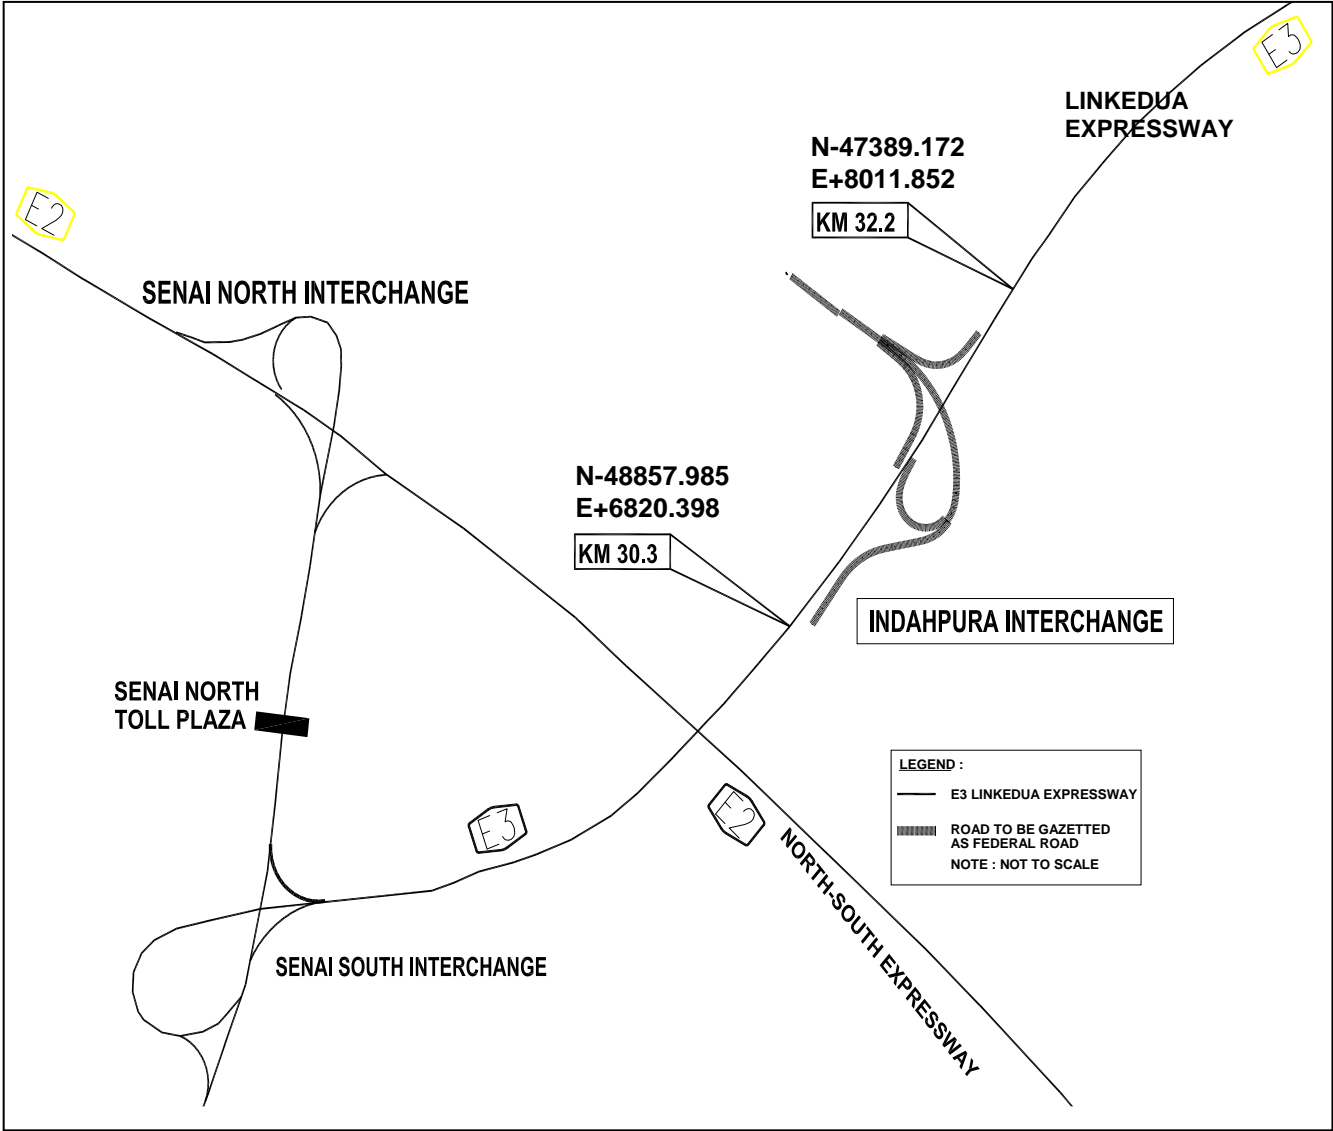 E3
LINKEDUA
EXPRESSWAY
N-47389.172
E+8011.852
KM 32.2
E2
SENAI NORTH INTERCHANGE
N-48857.985
E+6820.398
KM 30.3
INDAHPURA INTERCHANGE
SENAI NORTH
TOLL PLAZA
LEGEND :
E3 LINKEDUA EXPRESSWAY
ROAD TO BE GAZETTED
AS FEDERAL ROAD
NOTE : NOT TO SCALE
E3
E2
NORTH-SOUTH EXPRESSWAY
SENAI SOUTH INTERCHANGE